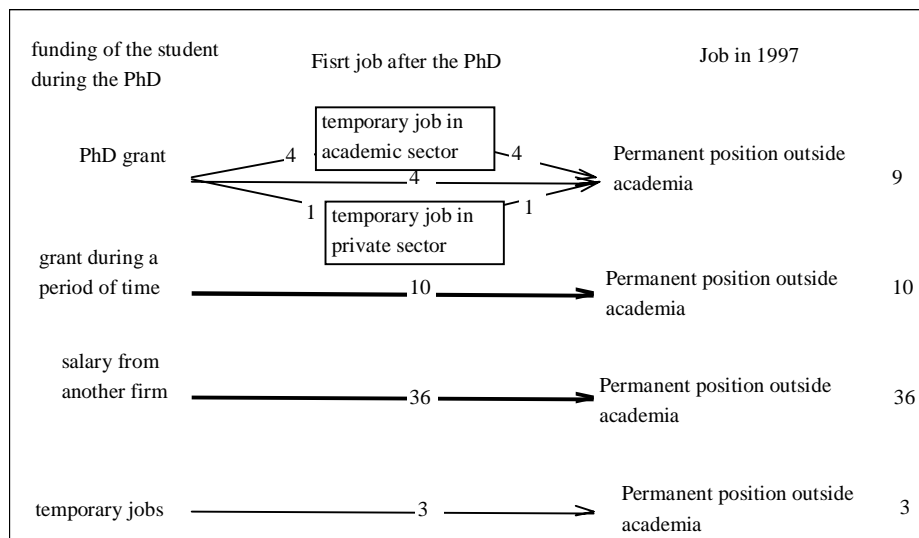 funding of the student
during the PhD
Fisrt job after the PhD
Job in 1997
PhD grant
4
temporary job in
academic sector
4
4
1
temporary job in
private sector
1
Permanent position outside
academia
9
grant during a
period of time
10
Permanent position outside
academia
10
salary from
another firm
36
Permanent position outside
academia
36
temporary jobs
3
Permanent position outside
academia
3